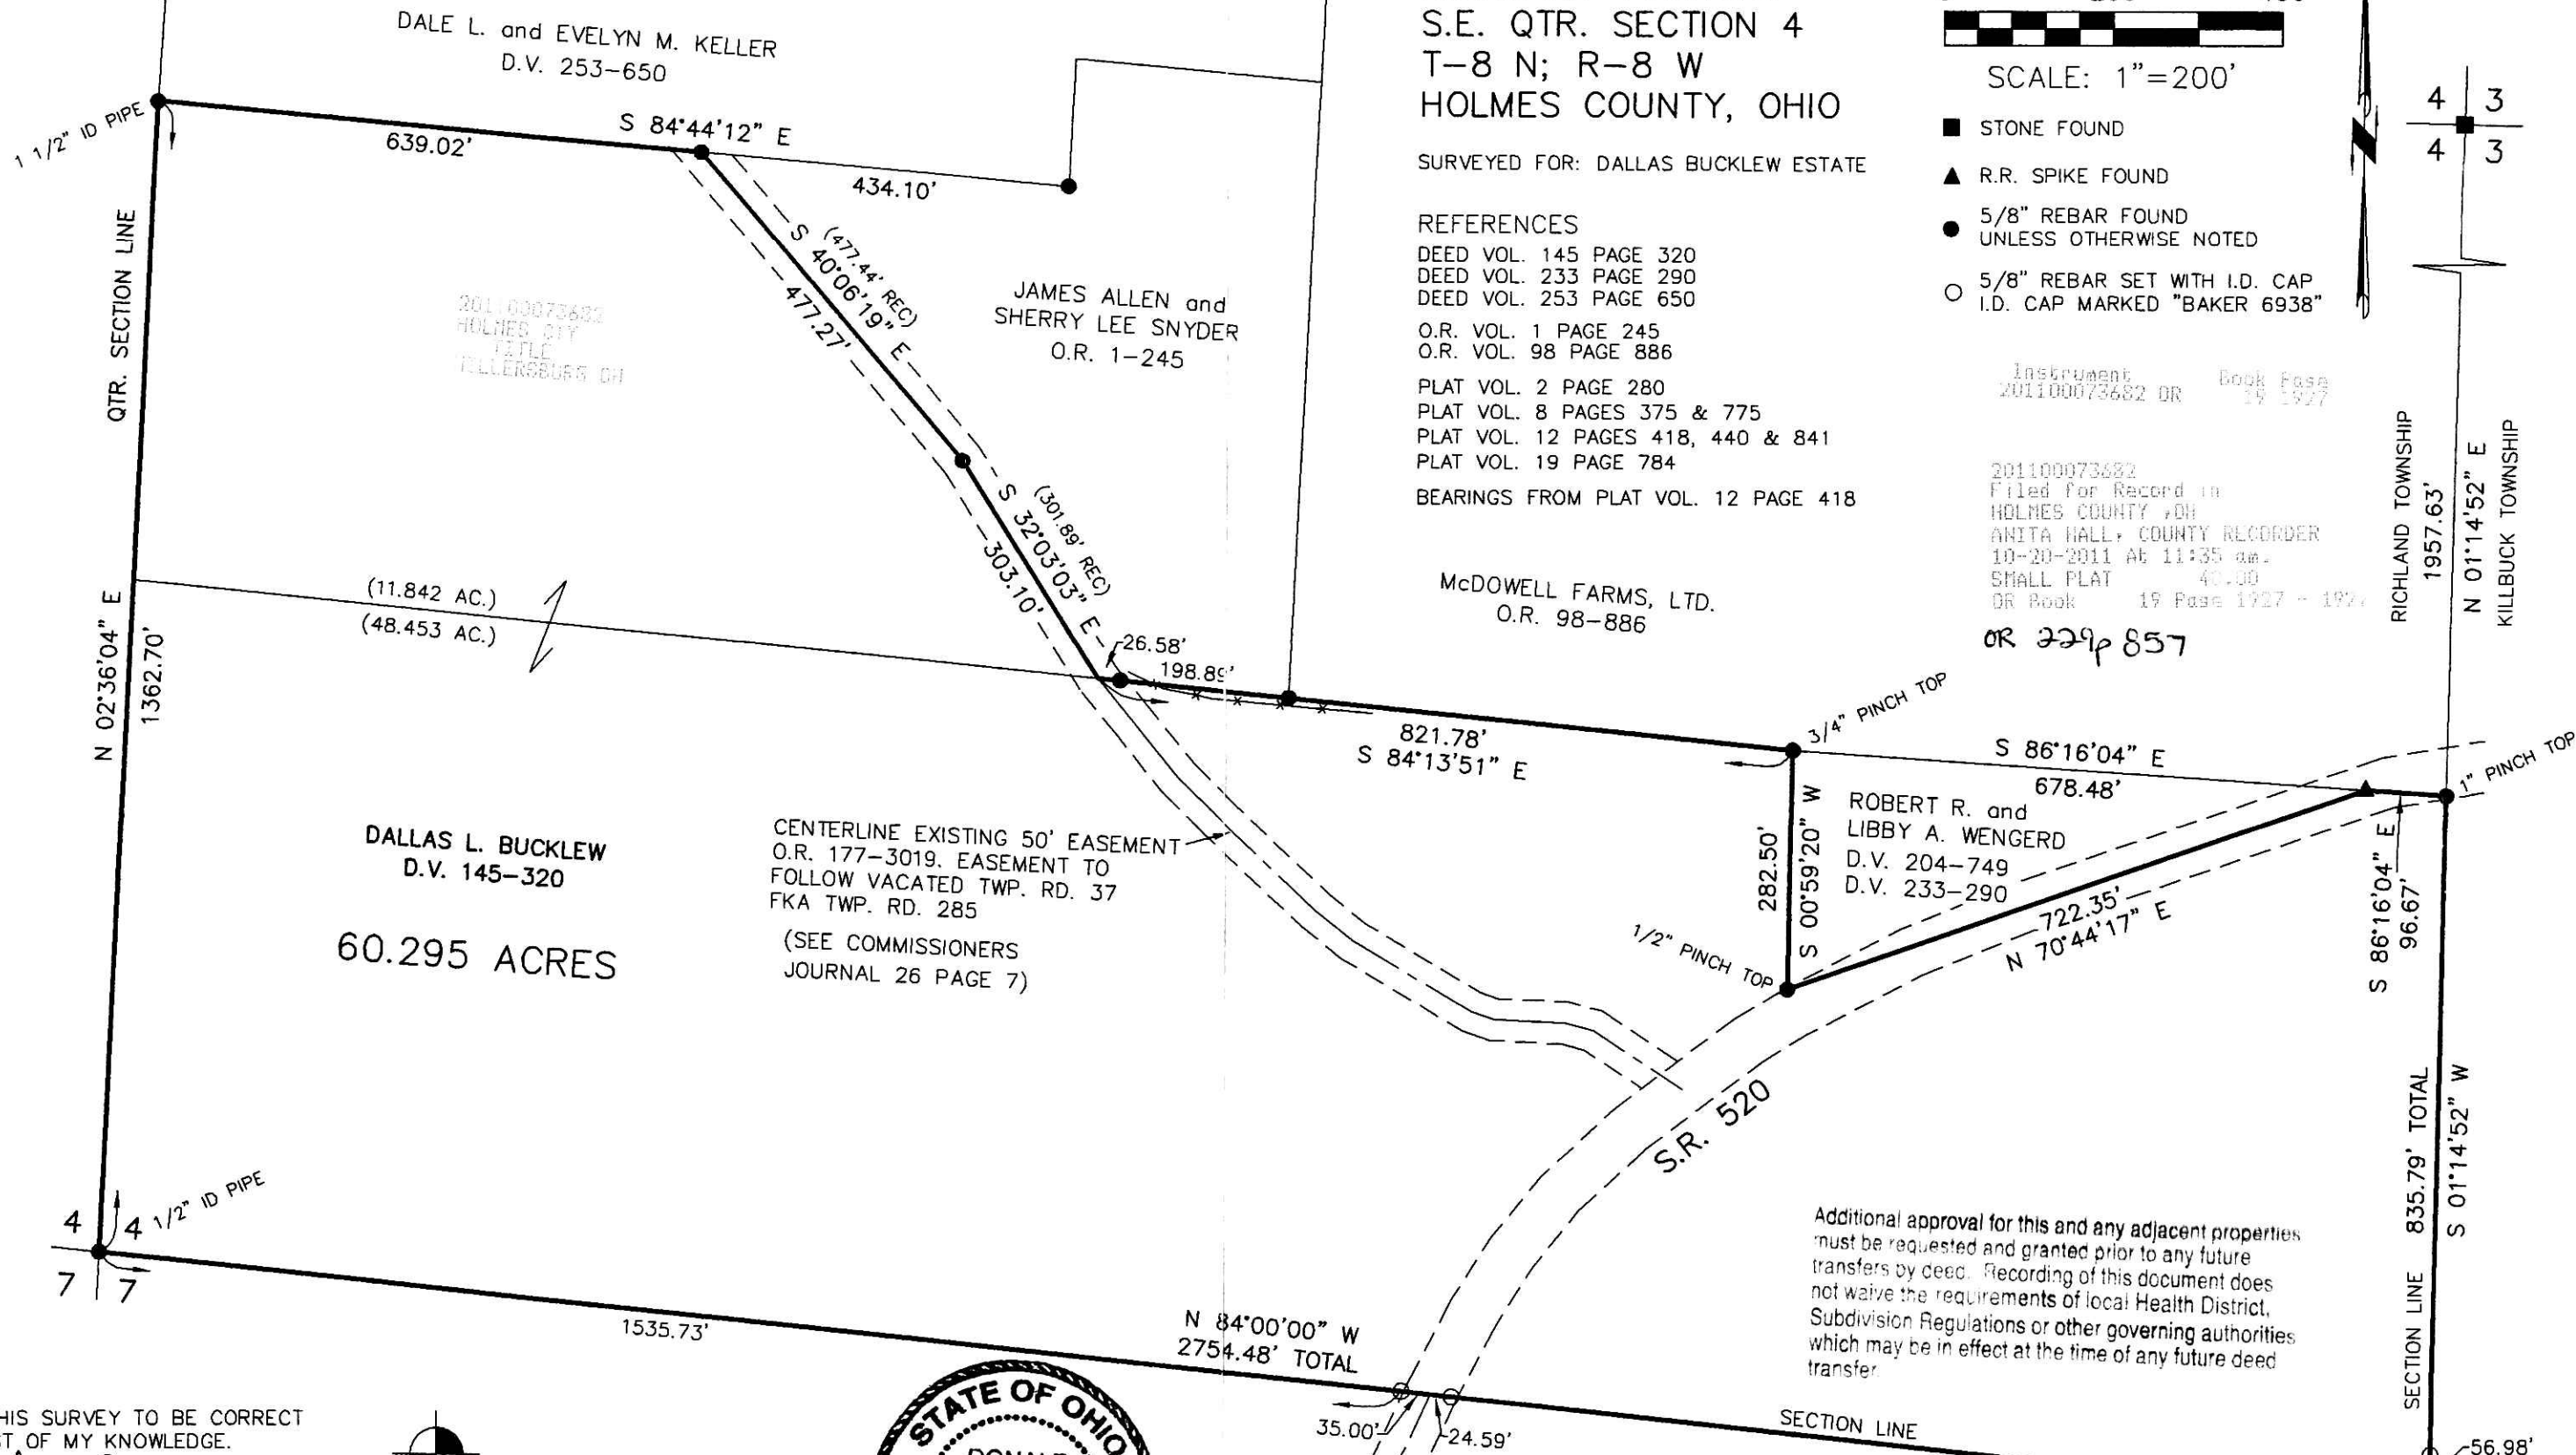 DALE L. and EVELYN M. KELLER
D.V. 253-650
1 1/2" ID PIPE
S 84°44'12" E
639.02'
434.10'
QTR. SECTION LINE
201100073682
HOLMES CTY
TITLE
MILLERSBURG OH
(477.44' REC)
S 40°06'19" E
477.27'
JAMES ALLEN and
SHERRY LEE SNYDER
O.R. 1-245
(301.89' REC)
S 32°03'03" E
303.10'
(11.842 AC.)
(48.453 AC.)
N 02°36'04" E
1362.70'
26.58'
198.89'
S.E. QTR. SECTION 4
T-8 N; R-8 W
HOLMES COUNTY, OHIO
SURVEYED FOR: DALLAS BUCKLEW ESTATE
REFERENCES
DEED VOL. 145 PAGE 320
DEED VOL. 233 PAGE 290
DEED VOL. 253 PAGE 650
O.R. VOL. 1 PAGE 245
O.R. VOL. 98 PAGE 886
PLAT VOL. 2 PAGE 280
PLAT VOL. 8 PAGES 375 & 775
PLAT VOL. 12 PAGES 418, 440 & 841
PLAT VOL. 19 PAGE 784
BEARINGS FROM PLAT VOL. 12 PAGE 418
McDOWELL FARMS, LTD.
O.R. 98-886
SCALE: 1"=200'
STONE FOUND
R.R. SPIKE FOUND
5/8" REBAR FOUND
UNLESS OTHERWISE NOTED
5/8" REBAR SET WITH I.D. CAP
I.D. CAP MARKED "BAKER 6938"
4 3
4 3
Instrument Book Page
201100073682 OR 19 1927
201100073682
Filed for Record in
HOLMES COUNTY, OH
ANITA HALL, COUNTY RECORDER
10-20-2011 At 11:35 am.
SMALL PLAT 40.00
OR Book 19 Page 1927 -
OR 229p 857
RICHLAND TOWNSHIP
1957.63'
N 01°14'52" E
KILLBUCK TOWNSHIP
3/4" PINCH TOP
821.78'
S 84°13'51" E
S 86°16'04" E
678.48'
1" PINCH TOP
DALLAS L. BUCKLEW
D.V. 145-320
60.295 ACRES
CENTERLINE EXISTING 50' EASEMENT
O.R. 177-3019. EASEMENT TO
FOLLOW VACATED TWP. RD. 37
FKA TWP. RD. 285
(SEE COMMISSIONERS
JOURNAL 26 PAGE 7)
282.50'
S 00°59'20" W
ROBERT R. and
LIBBY A. WENGERD
D.V. 204-749
D.V. 233-290
1/2" PINCH TOP
722.35'
N 70°44'17" E
S 86°16'04" E
96.67'
S.R. 520
835.79' TOTAL
S 01°14'52" W
SECTION LINE
4 4
7 7
1/2" ID PIPE
Additional approval for this and any adjacent properties
must be requested and granted prior to any future
transfers by deed. Recording of this document does
not waive the requirements of local Health District,
Subdivision Regulations or other governing authorities
which may be in effect at the time of any future deed
transfer.
1535.73'
N 84°00'00" W
2754.48' TOTAL
35.00'
24.59'
SECTION LINE
56.98'
HIS SURVEY TO BE CORRECT
ST OF MY KNOWLEDGE.
STATE OF OHIO